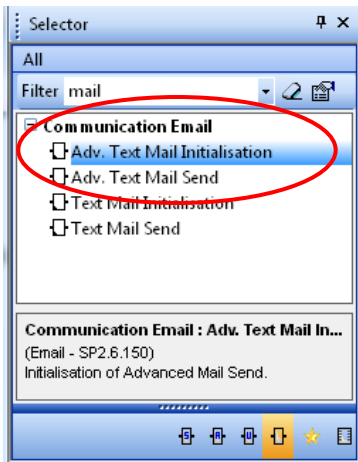 Selector
All
Filter mail
Communication Email
Adv. Text Mail Initialisation
Adv. Text Mail Send
Text Mail Initialisation
Text Mail Send
Communication Email : Adv. Text Mail In...
(Email - SP2.6.150)
Initialisation of Advanced Mail Send.
S R U